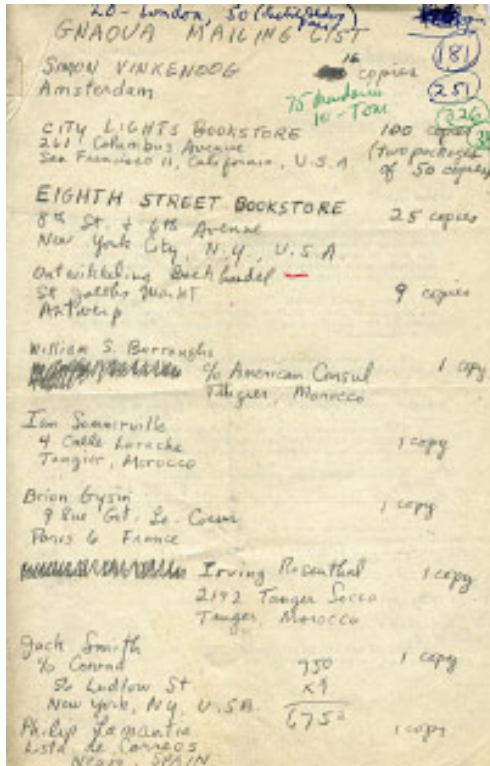 20 - London, 50
GNAOUA MAILING LIST
181
SIMON VINKENOOG 16 copies
251
Amsterdam
75
10 - Tom
226
CITY LIGHTS BOOKSTORE 100 copies
261 Columbus Avenue (two packages
San Francisco 11, California, U.S.A of 50 copies)
EIGHTH STREET BOOKSTORE 25 copies
8th St. & 6th Avenue
New York City, N.Y., U.S.A.
Ontwikkeling Boekhandel —
St Jacobs Markt 9 copies
Antwerp
William S. Burroughs
c/o American Consul 1 copy
Tangier, Morocco
Ian Sommerville
4 Calle Larache 1 copy
Tangier, Morocco
Brion Gysin
9 Rue Git. Le. Coeur 1 copy
Paris 6 France
Irving Rosenthal 1 copy
2192 Tanger Socco
Tanger, Morocco
Jack Smith
c/o Conrad 1 copy
56 Ludlow St 750
New York, N.Y, U.S.A. x9
6750
Philip Lamantia 1 copy
Lista de Correos
SPAIN